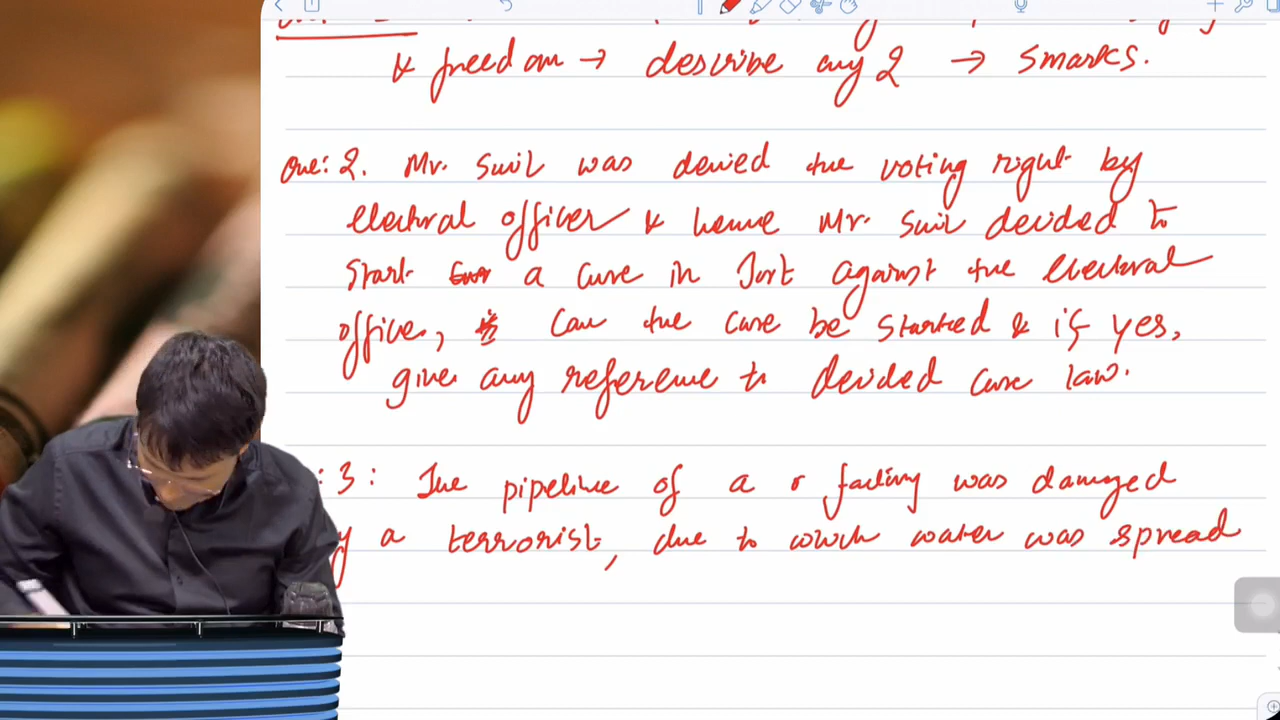 & freedom → describe any 2 → 5marks.
Que: 2. Mr. Sunil was denied the voting right by
electoral officer & hence Mr. Sunil decided to
start a case in Tort against the electoral
officer, Can the case be started & if yes,
give any reference to decided case law.
: 3: The pipeline of a factory was damaged
by a terrorist, due to which water was spread